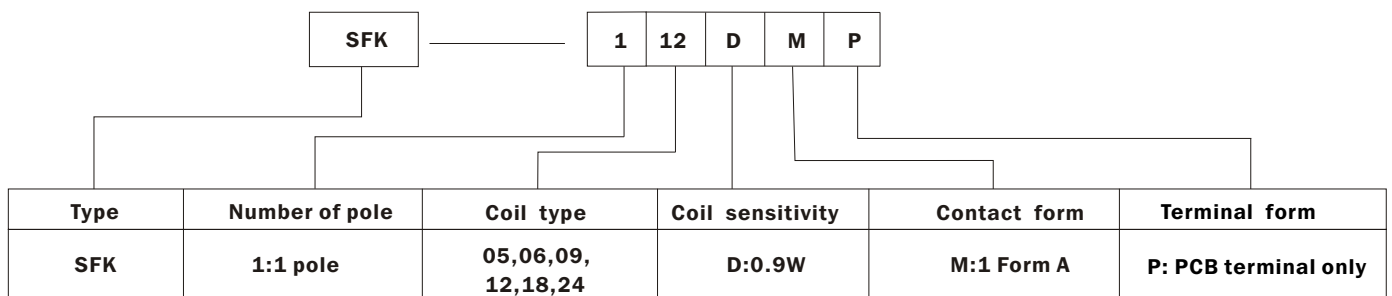 SFK 1 12 D M P
Type Number of pole Coil type Coil sensitivity Contact form Terminal form
SFK 1:1 pole 05,06,09, D:0.9W M:1 Form A P: PCB terminal only
12,18,24